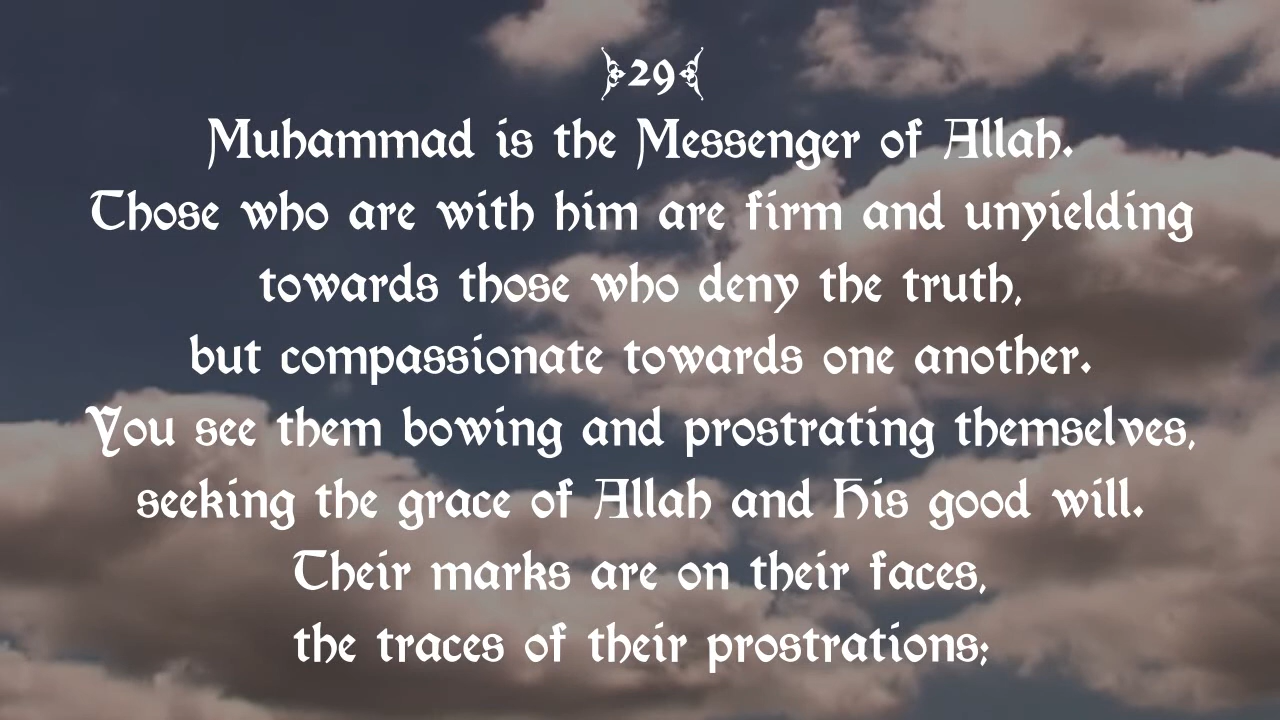 29
Muhammad is the Messenger of Allah.
Those who are with him are firm and unyielding
towards those who deny the truth,
but compassionate towards one another.
You see them bowing and prostrating themselves,
seeking the grace of Allah and His good will.
Their marks are on their faces,
the traces of their prostrations;